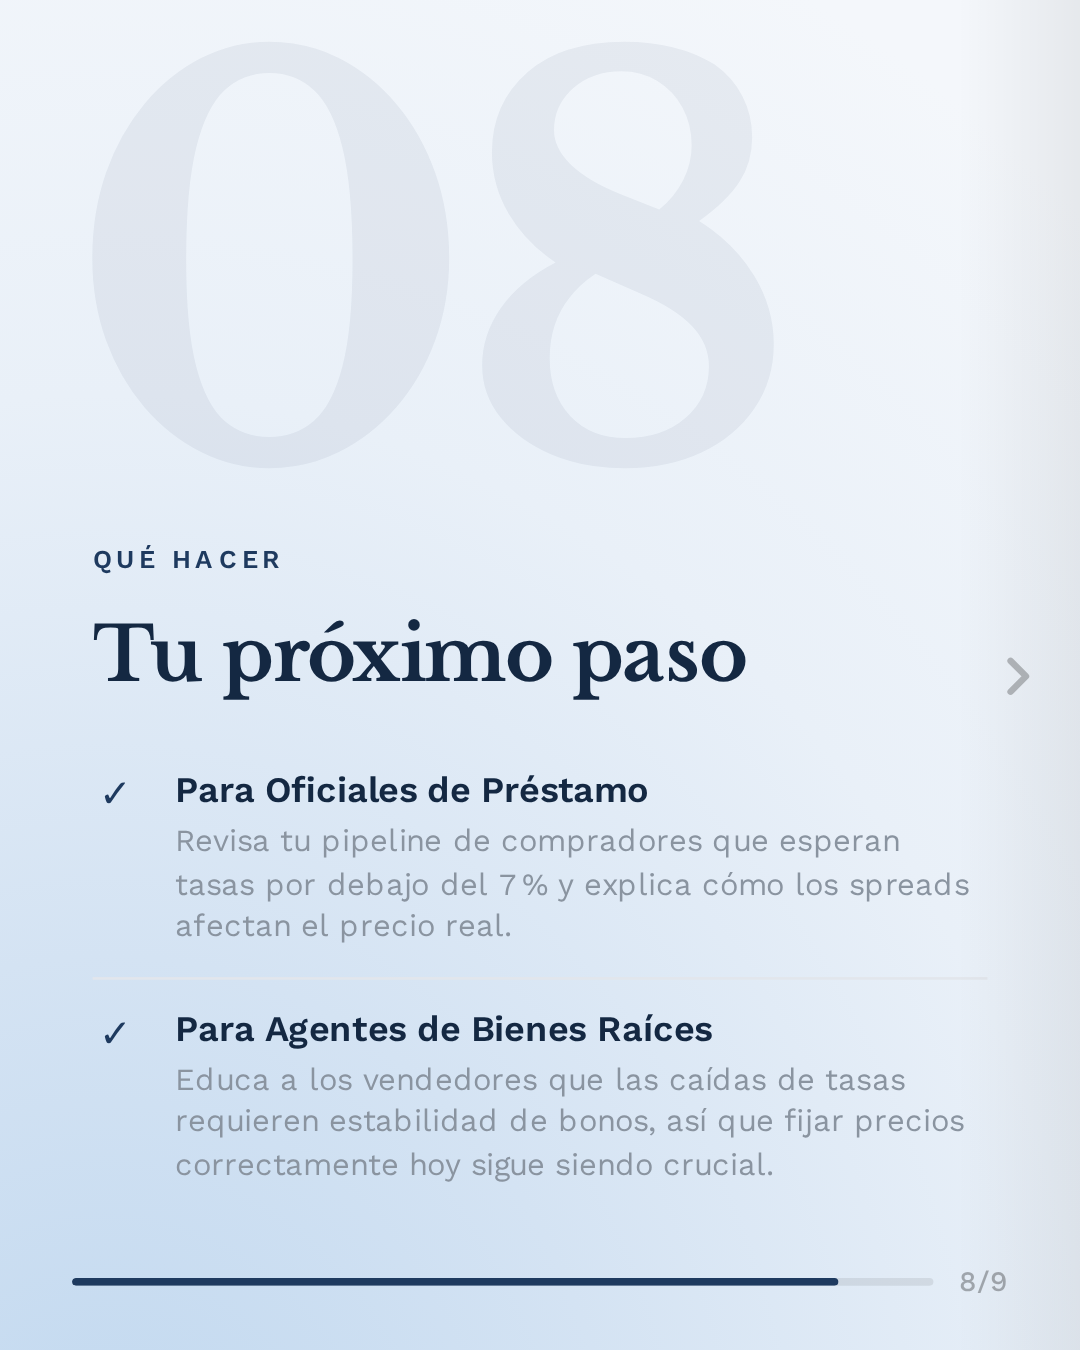 08
QUÉ HACER
Tu próximo paso
✓ Para Oficiales de Préstamo
Revisa tu pipeline de compradores que esperan
tasas por debajo del 7 % y explica cómo los spreads
afectan el precio real.
✓ Para Agentes de Bienes Raíces
Educa a los vendedores que las caídas de tasas
requieren estabilidad de bonos, así que fijar precios
correctamente hoy sigue siendo crucial.
8/9